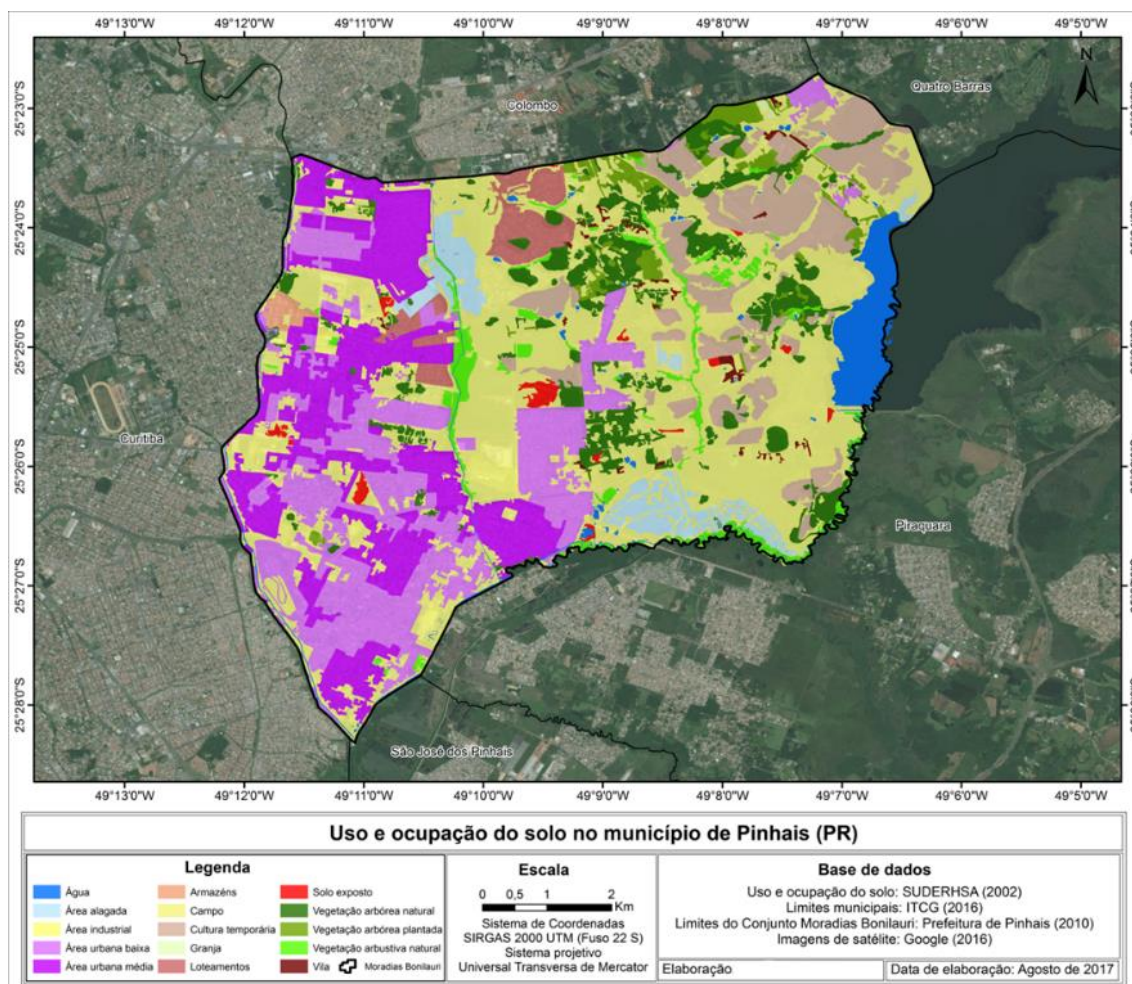 49°13'0"W 49°12'0"W 49°11'0"W 49°10'0"W 49°9'0"W 49°8'0"W 49°7'0"W 49°6'0"W 49°5'0"W
N
Quatro Barras
Colombo
25°23'0"S
25°24'0"S
25°25'0"S
Curitiba
25°26'0"S
Piraquara
25°27'0"S
25°28'0"S
São José dos Pinhais
49°13'0"W 49°12'0"W 49°11'0"W 49°10'0"W 49°9'0"W 49°8'0"W 49°7'0"W 49°6'0"W 49°5'0"W
Uso e ocupação do solo no município de Pinhais (PR)
Legenda
Água
Área alagada
Área industrial
Área urbana baixa
Área urbana média
Armazéns
Campo
Cultura temporária
Granja
Loteamentos
Solo exposto
Vegetação arbórea natural
Vegetação arbórea plantada
Vegetação arbustiva natural
Vila
Moradias Bonilauri
Escala
0 0,5 1 2
Km
Sistema de Coordenadas
SIRGAS 2000 UTM (Fuso 22 S)
Sistema projetivo
Universal Transversa de Mercator
Base de dados
Uso e ocupação do solo: SUDERHSA (2002)
Limites municipais: ITCG (2016)
Limites do Conjunto Moradias Bonilauri: Prefeitura de Pinhais (2010)
Imagens de satélite: Google (2016)
Elaboração
Data de elaboração: Agosto de 2017